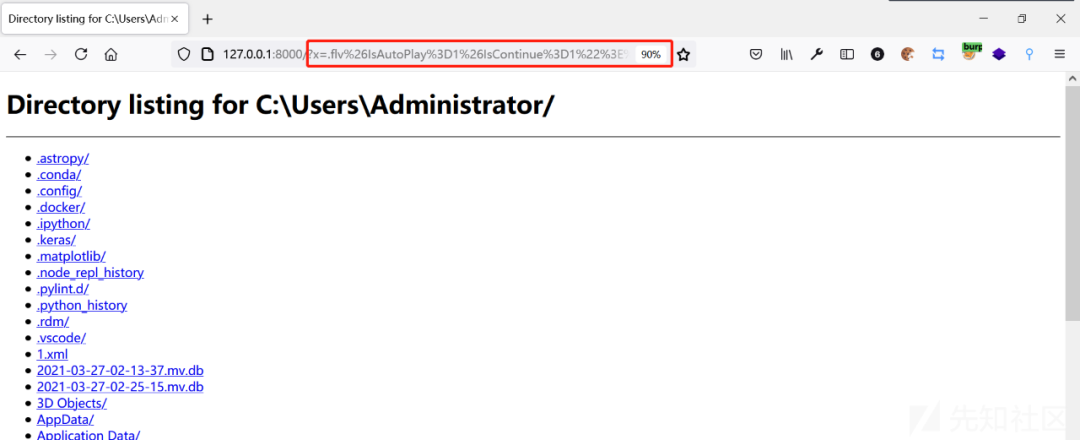 Directory listing for C:\Users\Adm
127.0.0.1:8000/?x=.flv%26IsAutoPlay%3D1%26IsContinue%3D1%22%3E
90%
6
burp
Directory listing for C:\Users\Administrator/
.astropy/
.conda/
.config/
.docker/
.ipython/
.keras/
.matplotlib/
.node_repl_history
.pylint.d/
.python_history
.rdm/
.vscode/
1.xml
2021-03-27-02-13-37.mv.db
2021-03-27-02-25-15.mv.db
3D Objects/
AppData/
Application Data/
先知社区